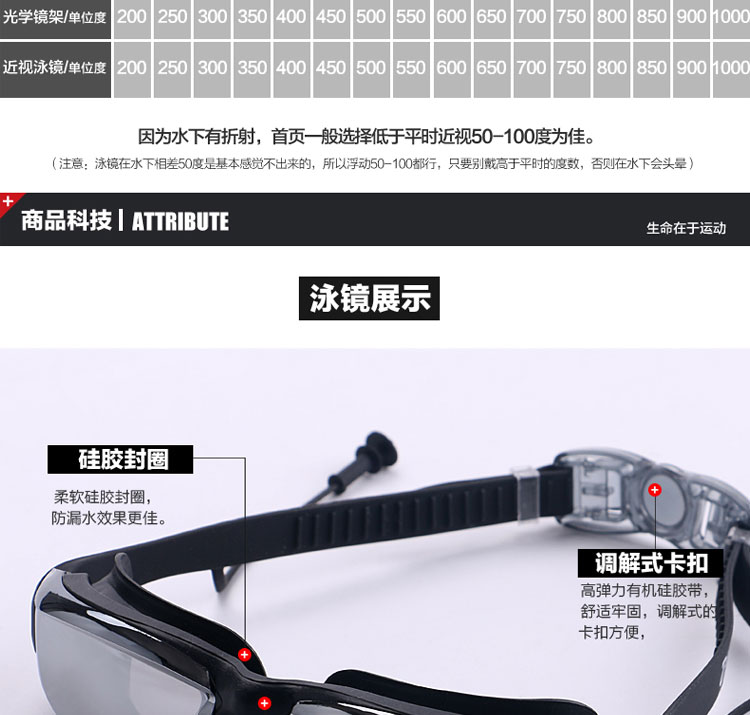 光学镜架/单位度 200 250 300 350 400 450 500 550 600 650 700 750 800 850 900 1000
近视泳镜/单位度 200 250 300 350 400 450 500 550 600 650 700 750 800 850 900 1000
因为水下有折射，首页一般选择低于平时近视50-100度为佳。
（注意：泳镜在水下相差50度是基本感觉不出来的，所以浮动50-100都行，只要别戴高于平时的度数，否则在水下会头晕）
商品科技 | ATTRIBUTE
生命在于运动
泳镜展示
硅胶封圈
柔软硅胶封圈，
防漏水效果更佳。
调解式卡扣
高弹力有机硅胶带，
舒适牢固，调解式的
卡扣方便，